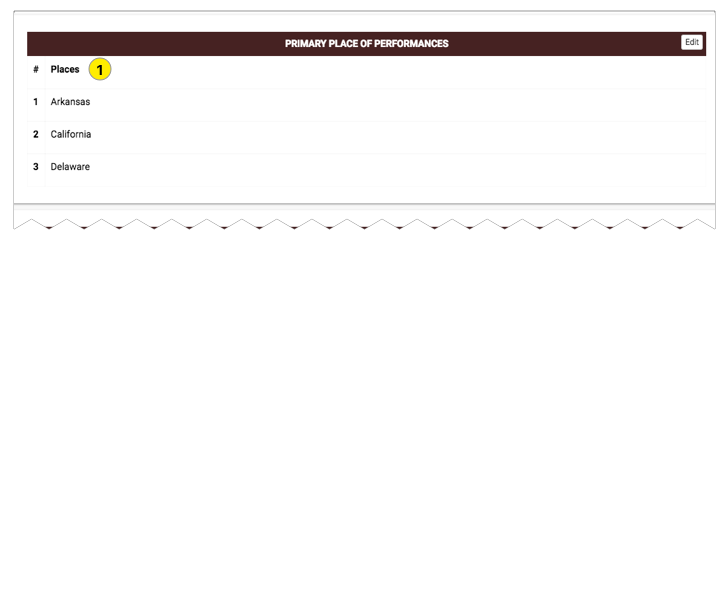 PRIMARY PLACE OF PERFORMANCES Edit
# Places 1
1 Arkansas
2 California
3 Delaware